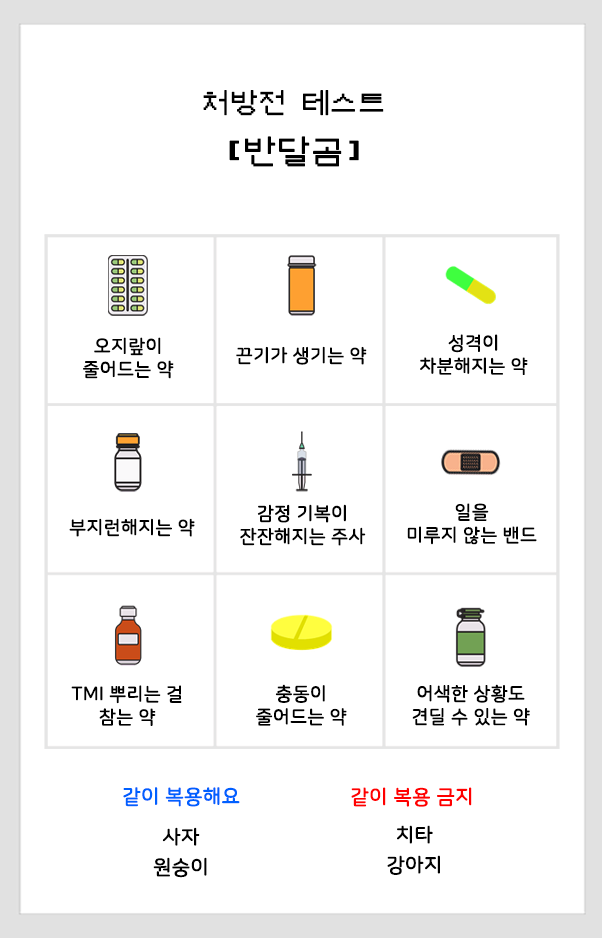 처방전 테스트
[반달곰]
오지랖이
줄어드는 약
끈기가 생기는 약
성격이
차분해지는 약
부지런해지는 약
감정 기복이
잔잔해지는 주사
일을
미루지 않는 밴드
TMI 뿌리는 걸
참는 약
충동이
줄어드는 약
어색한 상황도
견딜 수 있는 약
같이 복용해요
사자
원숭이
같이 복용 금지
치타
강아지